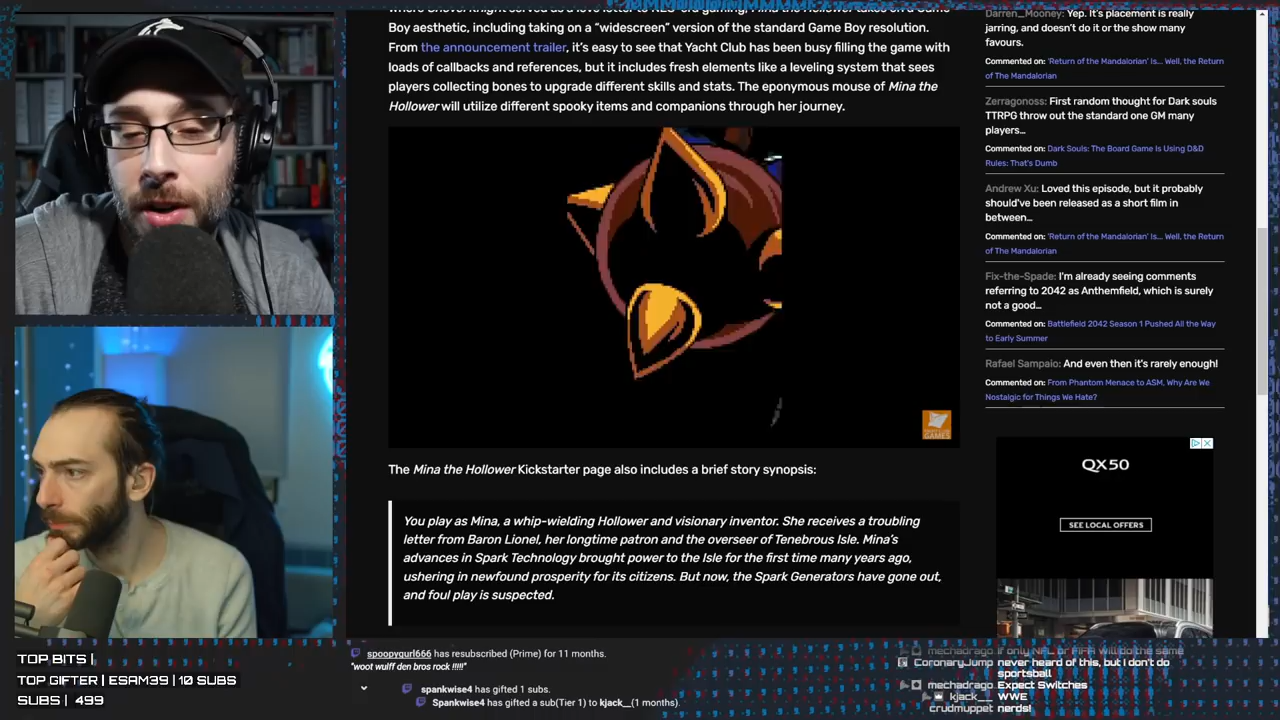 Boy aesthetic, including taking on a “widescreen” version of the standard Game Boy resolution.
From the announcement trailer, it’s easy to see that Yacht Club has been busy filling the game with
loads of callbacks and references, but it includes fresh elements like a leveling system that sees
players collecting bones to upgrade different skills and stats. The eponymous mouse of Mina the
Hollower will utilize different spooky items and companions through her journey.
GAMES
The Mina the Hollower Kickstarter page also includes a brief story synopsis:
You play as Mina, a whip-wielding Hollower and visionary inventor. She receives a troubling
letter from Baron Lionel, her longtime patron and the overseer of Tenebrous Isle. Mina’s
advances in Spark Technology brought power to the Isle for the first time many years ago,
ushering in newfound prosperity for its citizens. But now, the Spark Generators have gone out,
and foul play is suspected.
Darren_Mooney: Yep. It's placement is really
jarring, and doesn't do it or the show many
favours.
Commented on: 'Return of the Mandalorian' Is... Well, the Return
of The Mandalorian
Zerragonoss: First random thought for Dark souls
TTRPG throw out the standard one GM many
players…
Commented on: Dark Souls: The Board Game Is Using D&D
Rules: That's Dumb
Andrew Xu: Loved this episode, but it probably
should've been released as a short film in
between…
Commented on: 'Return of the Mandalorian' Is... Well, the Return
of The Mandalorian
Fix-the-Spade: I'm already seeing comments
referring to 2042 as Anthemfield, which is surely
not a good…
Commented on: Battlefield 2042 Season 1 Pushed All the Way
to Early Summer
Rafael Sampaio: And even then it's rarely enough!
Commented on: From Phantom Menace to ASM, Why Are We
Nostalgic for Things We Hate?
QX50
SEE LOCAL OFFERS
TOP BITS |
TOP GIFTER | ESAM39 | 10 SUBS
SUBS | 499
spoopygurl666 has resubscribed (Prime) for 11 months.
"woot wulff den bros rock !!!!!"
spankwise4 has gifted 1 subs.
Spankwise4 has gifted a sub(Tier 1) to kjack__(1 months).
mechadrago if only NFL or FIFA will do the same
CoronaryJump never heard of this, but I don't do
sportsball
mechadrago Expect Switches
kjack__ WWE
crudmuppet nerds!